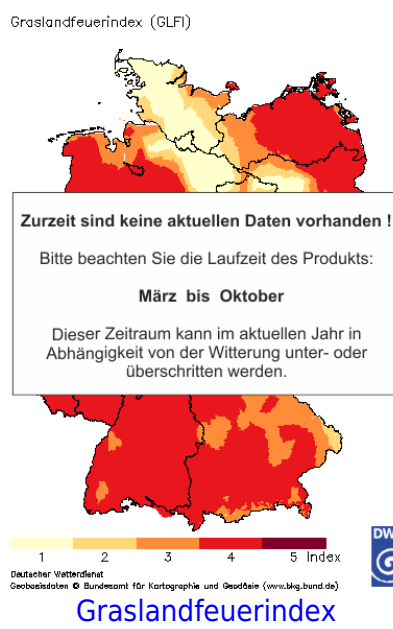 Graslandfeuerindex (GLFI)
Zurzeit sind keine aktuellen Daten vorhanden !
Bitte beachten Sie die Laufzeit des Produkts:
März bis Oktober
Dieser Zeitraum kann im aktuellen Jahr in
Abhängigkeit von der Witterung unter- oder
überschritten werden.
1 2 3 4 5 Index
Deutscher Wetterdienst
Geobasisdaten © Bundesamt für Kartographie und Geodäsie (www.bkg.bund.de)
DW
Graslandfeuerindex